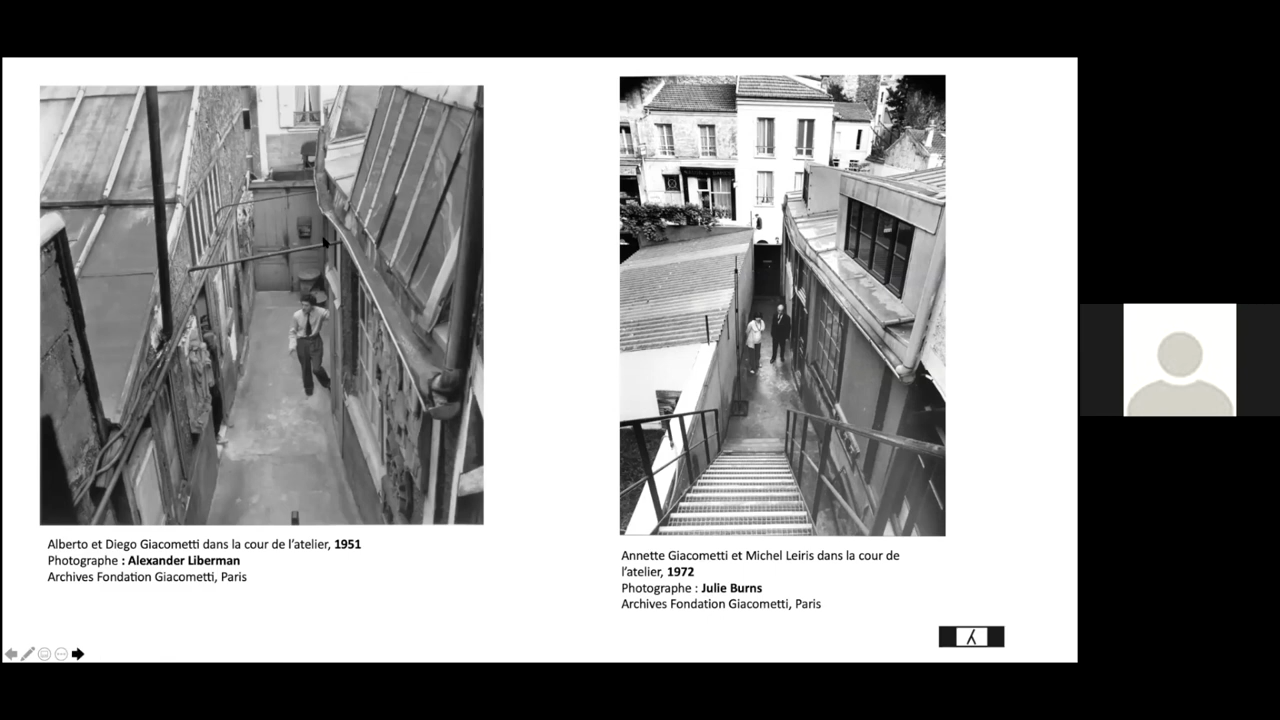 Alberto et Diego Giacometti dans la cour de l'atelier, 1951
Photographe : Alexander Liberman
Archives Fondation Giacometti, Paris
Annette Giacometti et Michel Leiris dans la cour de
l'atelier, 1972
Photographe : Julie Burns
Archives Fondation Giacometti, Paris